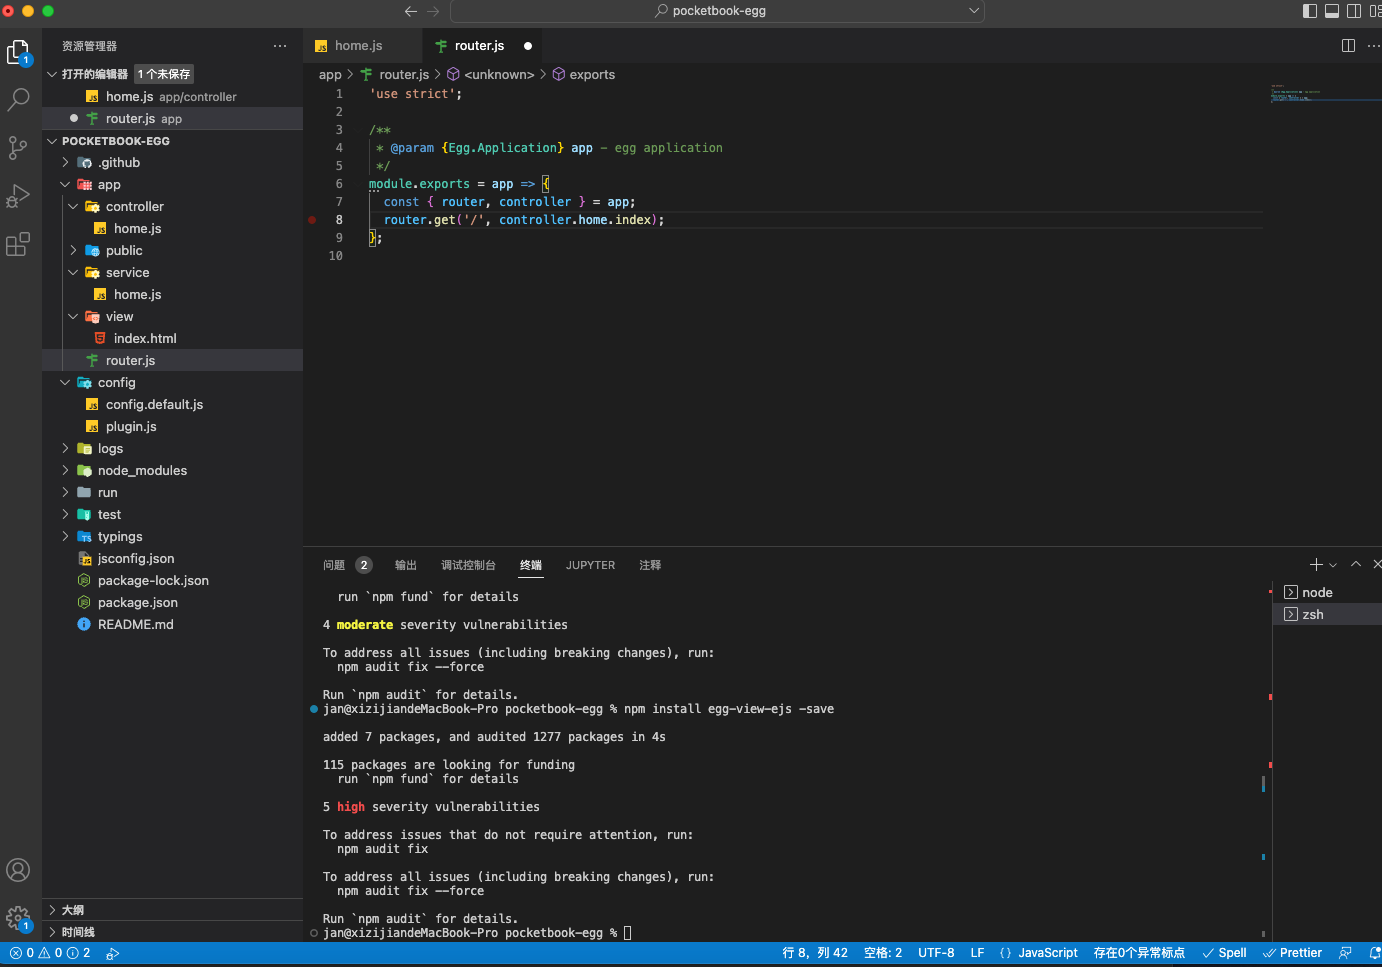 pocketbook-egg
资源管理器
打开的编辑器 1 个未保存
home.js app/controller
router.js app
POCKETBOOK-EGG
.github
app
controller
home.js
public
service
home.js
view
index.html
router.js
config
config.default.js
plugin.js
logs
node_modules
run
test
typings
jsconfig.json
package-lock.json
package.json
README.md
大纲
时间线
home.js router.js
app > router.js > <unknown> > exports
1 'use strict';
2
3 /**
4 * @param {Egg.Application} app - egg application
5 */
6 module.exports = app => {
7 const { router, controller } = app;
8 router.get('/', controller.home.index);
9 };
10
问题 2 输出 调试控制台 终端 JUPYTER 注释
node
zsh
run `npm fund` for details
4 moderate severity vulnerabilities
To address all issues (including breaking changes), run:
npm audit fix --force
Run `npm audit` for details.
jan@xizijiandeMacBook-Pro pocketbook-egg % npm install egg-view-ejs -save
added 7 packages, and audited 1277 packages in 4s
115 packages are looking for funding
run `npm fund` for details
5 high severity vulnerabilities
To address issues that do not require attention, run:
npm audit fix
To address all issues (including breaking changes), run:
npm audit fix --force
Run `npm audit` for details.
jan@xizijiandeMacBook-Pro pocketbook-egg %
0 0 2 行 8，列 42 空格: 2 UTF-8 LF {} JavaScript 存在0个异常标点 Spell Prettier